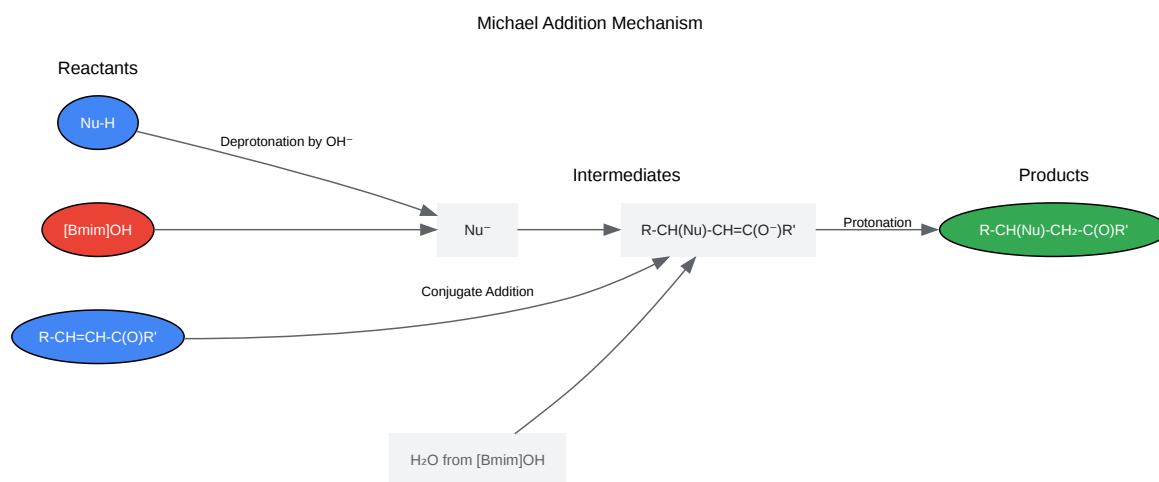 Michael Addition Mechanism
Reactants
Nu-H
Deprotonation by OH⁻
Intermediates
Products
[Bmim]OH
Nu⁻
R-CH(Nu)-CH=C(O⁻)R'
Protonation
R-CH(Nu)-CH₂-C(O)R'
Conjugate Addition
R-CH=CH-C(O)R'
H₂O from [Bmim]OH